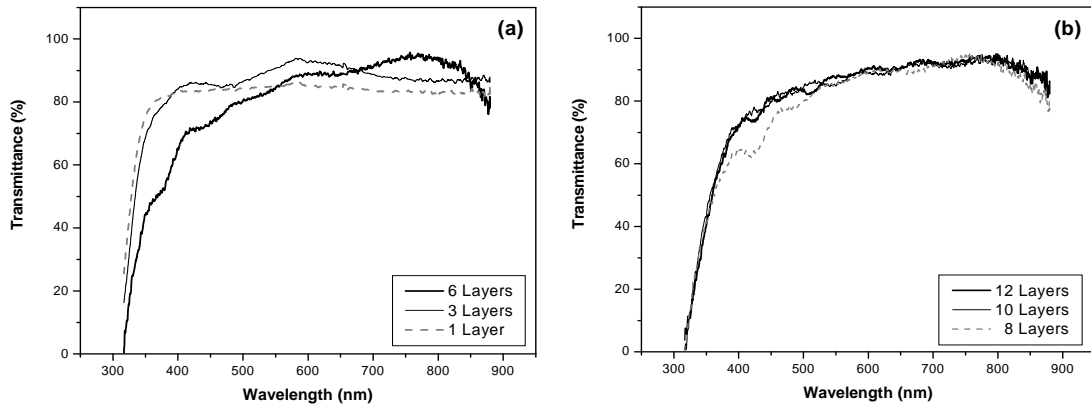 (a)
100
80
60
40
20
0
Transmittance (%)
300 400 500 600 700 800 900
Wavelength (nm)
6 Layers
3 Layers
1 Layer
(b)
100
80
60
40
20
0
Transmittance (%)
300 400 500 600 700 800 900
Wavelength (nm)
12 Layers
10 Layers
8 Layers